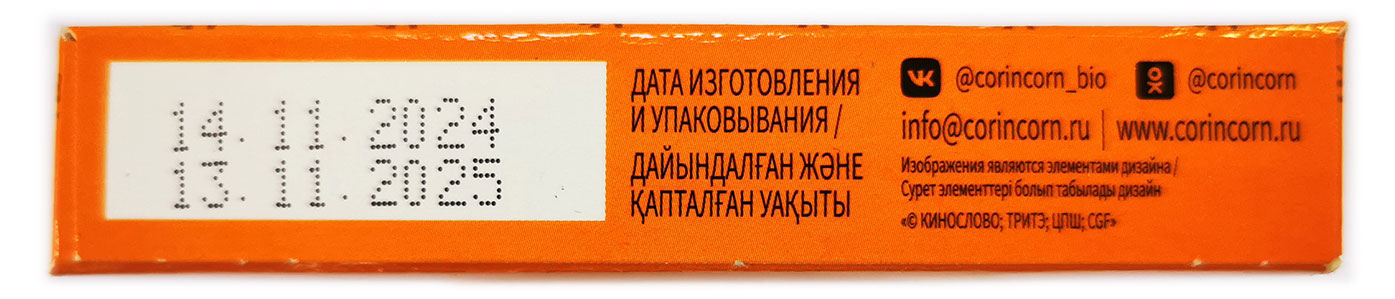 14.11.2024
13.11.2025
ДАТА ИЗГОТОВЛЕНИЯ
И УПАКОВЫВАНИЯ /
ДАЙЫНДАЛҒАН ЖӘНЕ
ҚАПТАЛҒАН УАҚЫТЫ
@corincorn_bio @corincorn
info@corincorn.ru | www.corincorn.ru
Изображения являются элементами дизайна /
Сурет элементтері болып табылады дизайн
«© КИНОСЛОВО; ТРИТЭ; ЦПШ; CGF»